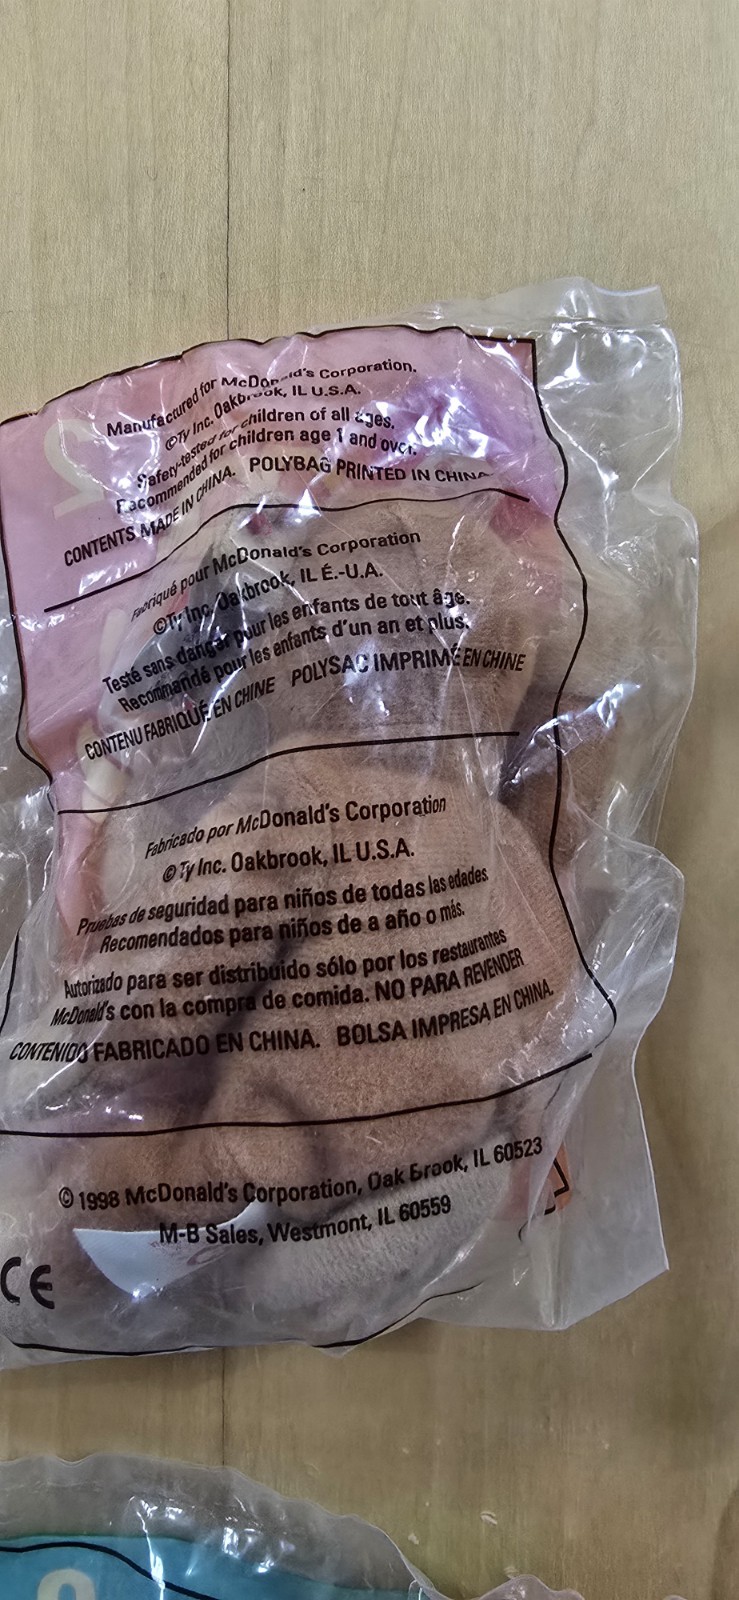 Manufactured for McDonald's Corporation.
©Ty Inc. Oakbrook, IL U.S.A.
Safety-tested for children of all ages.
Recommended for children age 1 and over.
CONTENTS MADE IN CHINA. POLYBAG PRINTED IN CHINA
Fabriqué pour McDonald's Corporation
©Ty Inc. Oakbrook, IL É.-U.A.
Testé sans danger pour les enfants de tout âge.
Recommandé pour les enfants d'un an et plus.
CONTENU FABRIQUÉ EN CHINE POLYSAC IMPRIMÉ EN CHINE
Fabricado por McDonald's Corporation
© Ty Inc. Oakbrook, IL U.S.A.
Pruebas de seguridad para niños de todas las edades
Recomendados para niños de a año o más.
Autorizado para ser distribuido sólo por los restaurantes
McDonald's con la compra de comida. NO PARA REVENDER
CONTENIDO FABRICADO EN CHINA. BOLSA IMPRESA EN CHINA.
© 1998 McDonald's Corporation, Oak Brook, IL 60523
M-B Sales, Westmont, IL 60559
CE